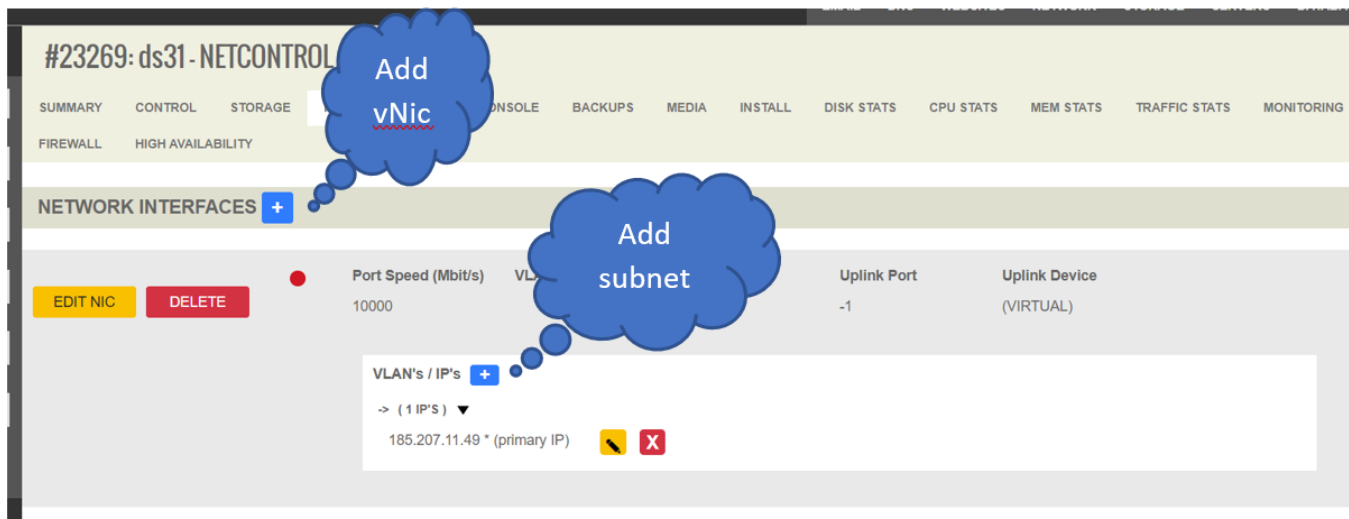 #23269: ds31 - NETCONTROL
Add
vNic
SUMMARY CONTROL STORAGE CONSOLE BACKUPS MEDIA INSTALL DISK STATS CPU STATS MEM STATS TRAFFIC STATS MONITORING
FIREWALL HIGH AVAILABILITY
NETWORK INTERFACES +
Add
subnet
EDIT NIC DELETE
Port Speed (Mbit/s) Uplink Port Uplink Device
10000 -1 (VIRTUAL)
VLAN's / IP's +
-> ( 1 IP'S ) ▼
185.207.11.49 * (primary IP) X